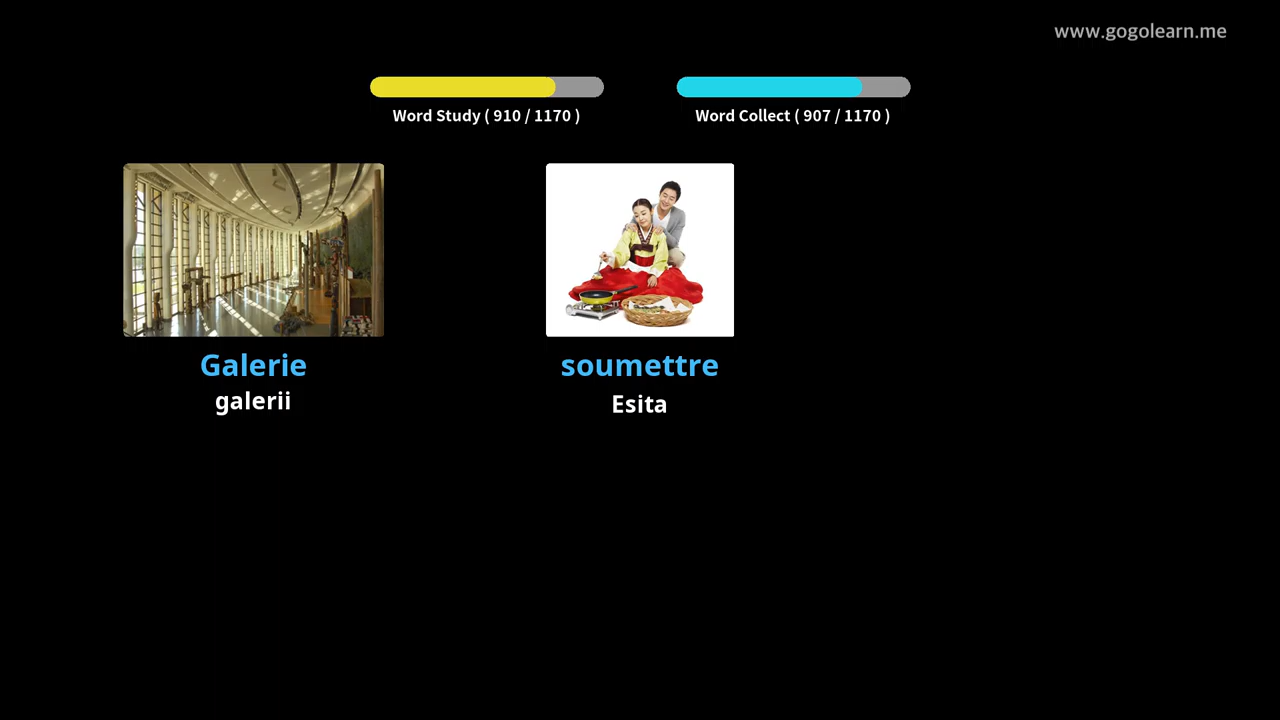 www.gogolearn.me
Word Study ( 910 / 1170 )
Word Collect ( 907 / 1170 )
Galerie
galerii
soumettre
Esita